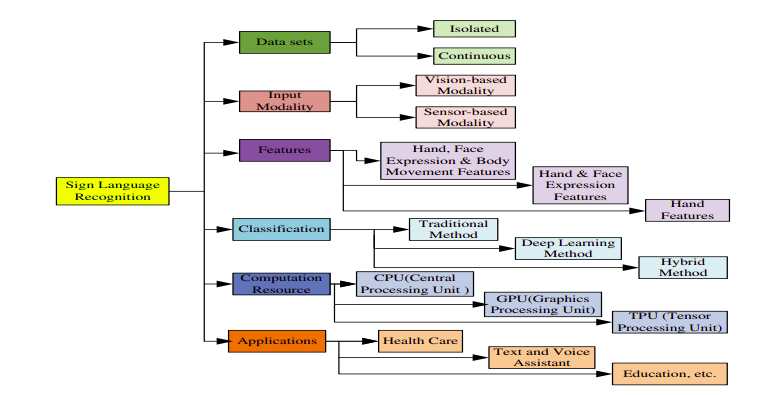 Isolated
Data sets
Continuous
Vision-based
Modality
Input
Modality
Sensor-based
Modality
Features
Hand, Face
Expression & Body
Movement Features
Hand & Face
Expression
Features
Hand
Features
Sign Language
Recognition
Classification
Traditional
Method
Deep Learning
Method
Hybrid
Method
Computation
Resource
CPU(Central
Processing Unit )
GPU(Graphics
Processing Unit)
TPU (Tensor
Processing Unit)
Applications
Health Care
Text and Voice
Assistant
Education, etc.